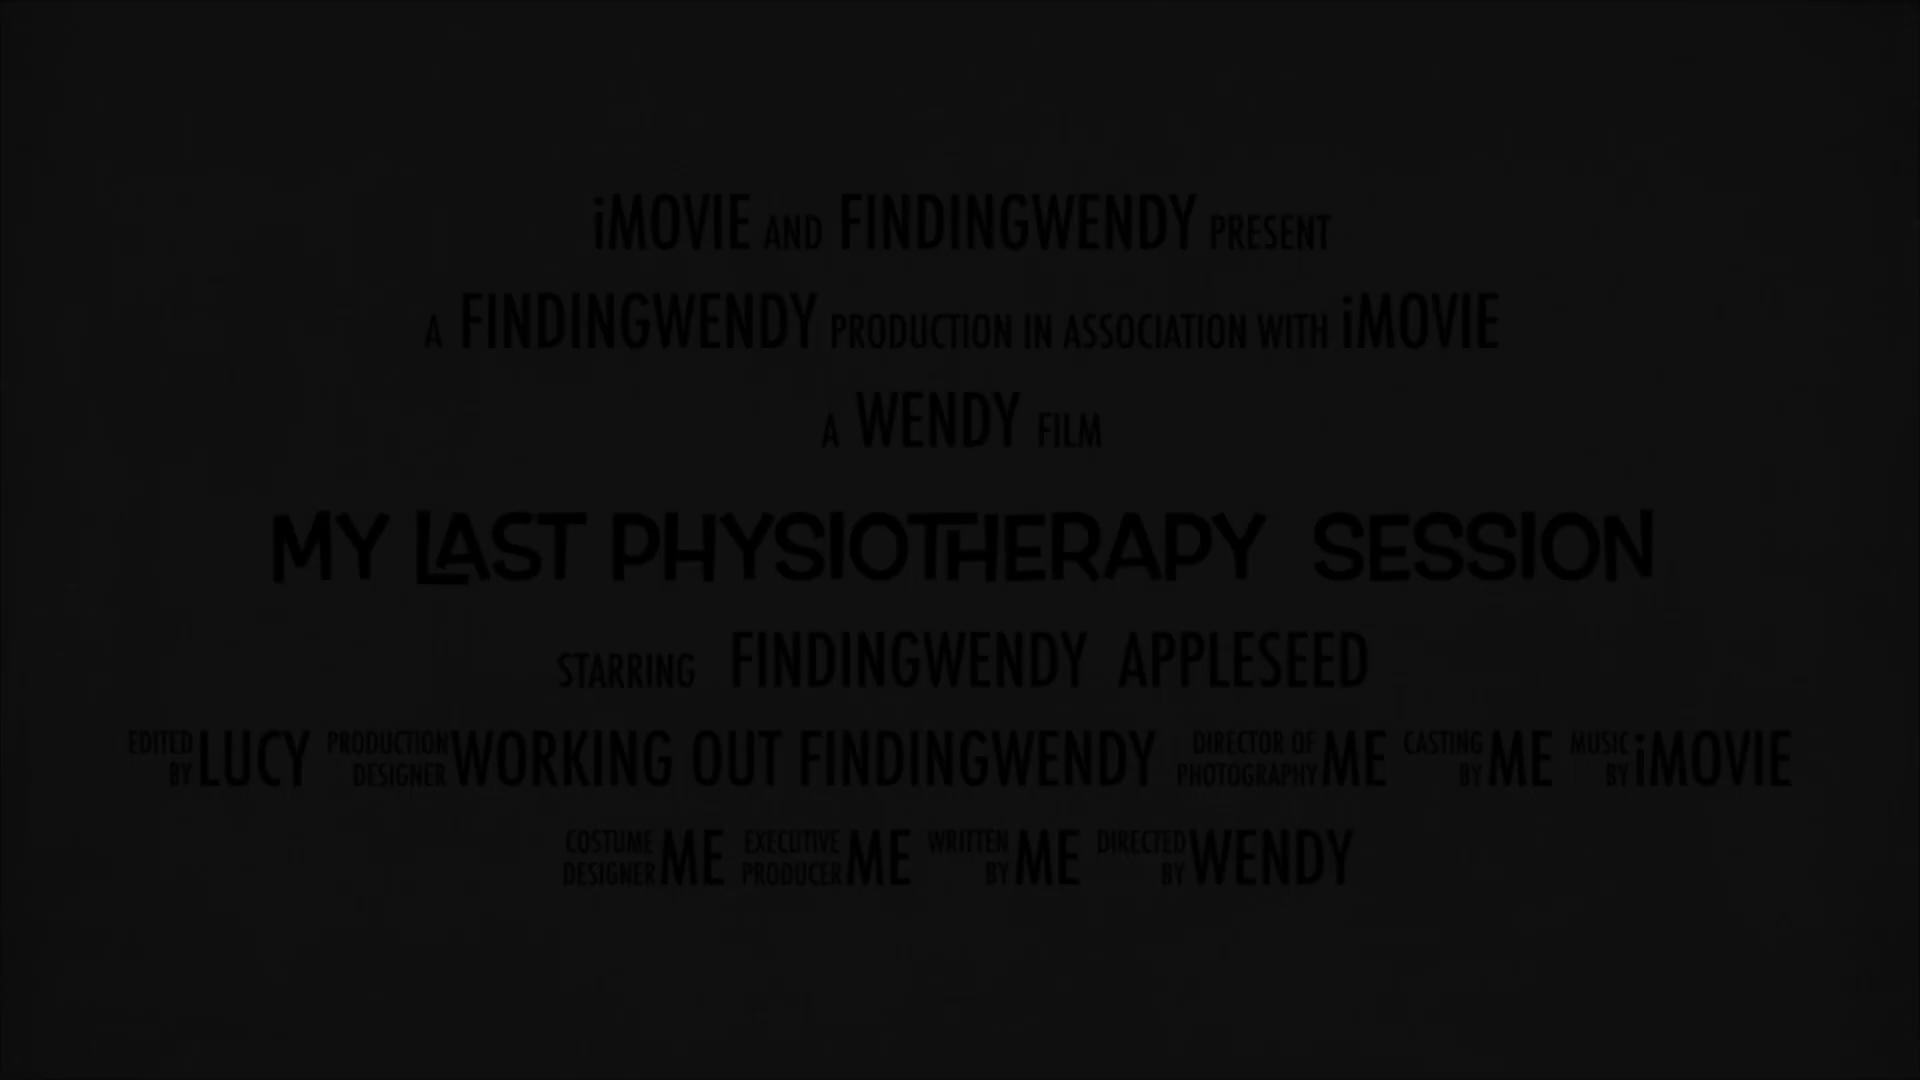 iMOVIE AND FINDINGWENDY PRESENT
A FINDINGWENDY PRODUCTION IN ASSOCIATION WITH iMOVIE
A WENDY FILM
MY LAST PHYSIOTHERAPY SESSION
STARRING FINDINGWENDY APPLESEED
EDITED BY LUCY PRODUCTION DESIGNER WORKING OUT FINDINGWENDY DIRECTOR OF PHOTOGRAPHY ME CASTING BY ME MUSIC BY iMOVIE
COSTUME DESIGNER ME EXECUTIVE PRODUCER ME WRITTEN BY ME DIRECTED BY WENDY